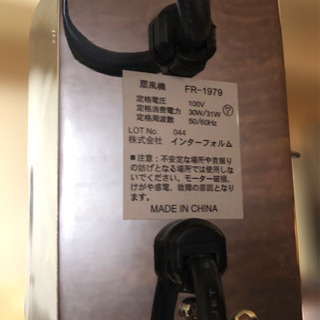 扇風機 FR-1979
定格電圧 100V
定格消費電力 30W/31W
定格周波数 50/60Hz
LOT No. 044
株式会社 インターフォルム
■注意:不安定な場所や首振り
の妨げとなる場所では使用し
ないでください。モーター破損、
けがや感電、故障の原因となり
ます。
MADE IN CHINA